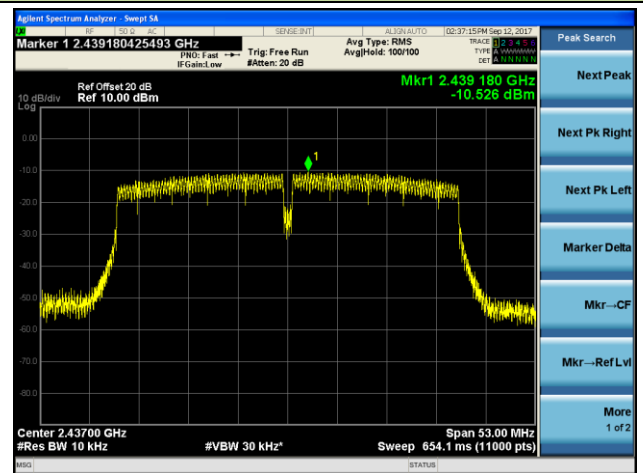 Agilent Spectrum Analyzer - Swept SA
RF 50 Ω AC SENSE:INT ALIGN AUTO 02:37:15PM Sep 12, 2017
Marker 1 2.439180425493 GHz
PNO: Fast
IFGain:Low
Trig: Free Run
#Atten: 20 dB
Avg Type: RMS
Avg|Hold: 100/100
TRACE 1 2 3 4 5 6
TYPE A WWWWW
DET A N N N N N
Peak Search
Ref Offset 20 dB
10 dB/div Ref 10.00 dBm
Log
Mkr1 2.439 180 GHz
-10.526 dBm
1
0.00
-10.0
-20.0
-30.0
-40.0
-50.0
-60.0
-70.0
-80.0
Center 2.43700 GHz Span 53.00 MHz
#Res BW 10 kHz #VBW 30 kHz* Sweep 654.1 ms (11000 pts)
MSG STATUS
Next Peak
Next Pk Right
Next Pk Left
Marker Delta
Mkr→CF
Mkr→Ref Lvl
More
1 of 2